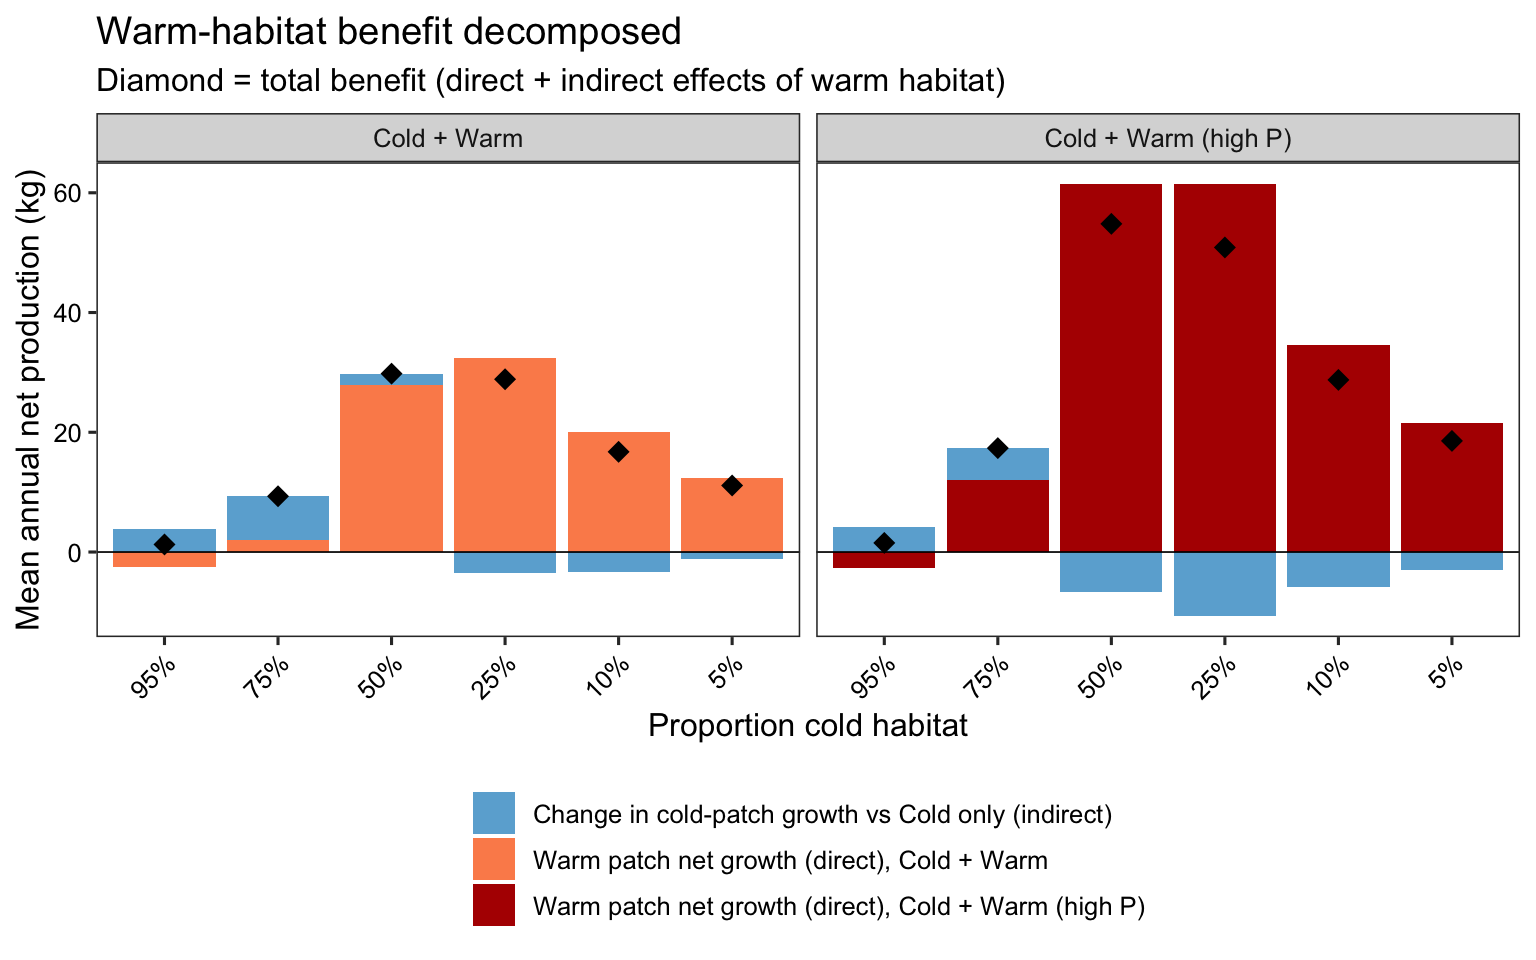 Warm-habitat benefit decomposed
Diamond = total benefit (direct + indirect effects of warm habitat)
Cold + Warm
Cold + Warm (high P)
Mean annual net production (kg)
60
40
20
0
95%
75%
50%
25%
10%
5%
95%
75%
50%
25%
10%
5%
Proportion cold habitat
Change in cold-patch growth vs Cold only (indirect)
Warm patch net growth (direct), Cold + Warm
Warm patch net growth (direct), Cold + Warm (high P)